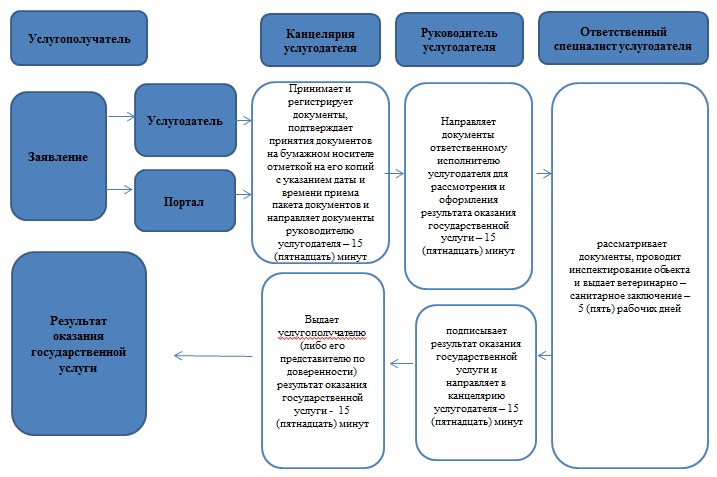 Услугополучатель
Канцелярия
услугодателя
Руководитель
услугодателя
Ответственный
специалист услугодателя
Заявление
Услугодатель
Портал
Принимает и
регистрирует
документы,
подтверждает
принятия документов
на бумажном носителе
отметкой на его копий
с указанием даты и
времени приема
пакета документов и
направляет документы
руководителю
услугодателя – 15
(пятнадцать) минут
Направляет
документы
ответственному
исполнителю
услугодателя для
рассмотрения и
оформления
результата оказания
государственной
услуги – 15
(пятнадцать) минут
рассматривает
документы, проводит
инспектирование обьекта
и выдает ветеринарно –
санитарное заключение –
5 (пять) рабочих дней
подписывает
результат оказания
государственной
услуги и
направляет в
канцелярию
услугодателя – 15
(пятнадцать) минут
Выдает
услугополучателю
(либо его
представителю по
доверенности)
результат оказания
государственной
услуги - 15
(пятнадцать) минут
Результат
оказания
государственной
услуги